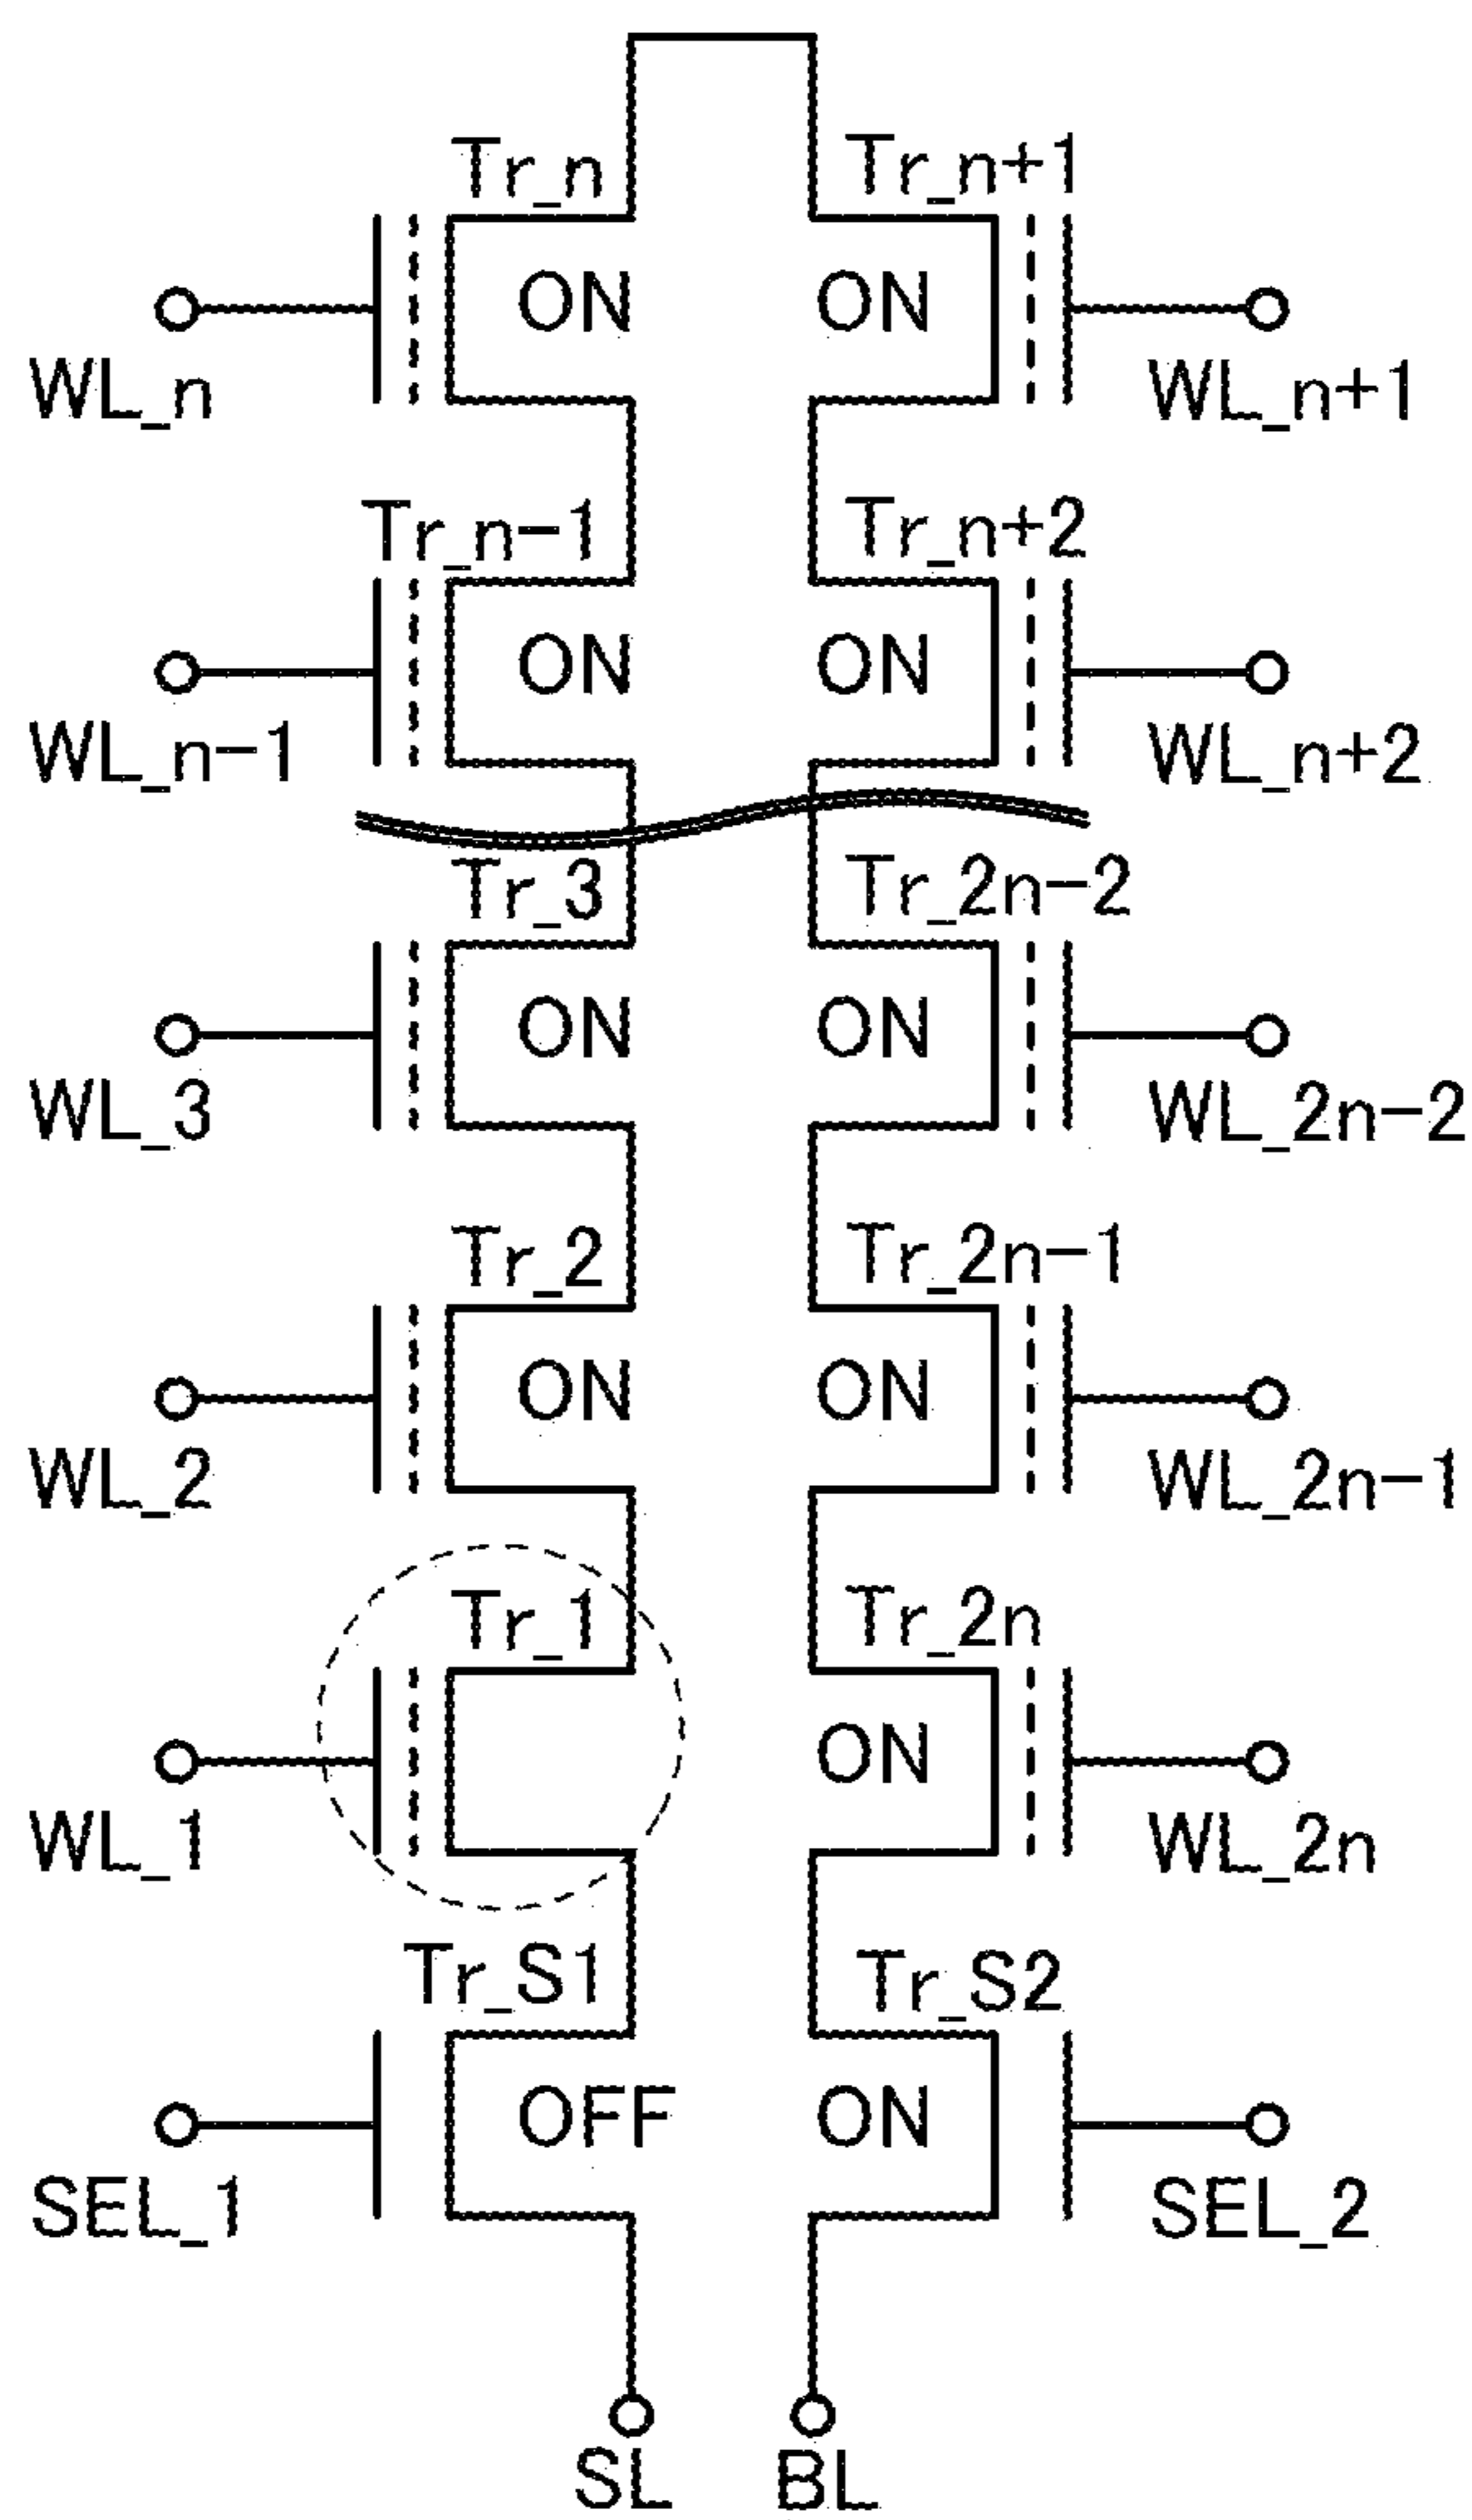 Tr_n Tr_n+1
ON ON
WL_n WL_n+1
Tr_n-1 Tr_n+2
ON ON
WL_n-1 WL_n+2
Tr_3 Tr_2n-2
ON ON
WL_3 WL_2n-2
Tr_2 Tr_2n-1
ON ON
WL_2 WL_2n-1
Tr_1 Tr_2n
ON
WL_1 WL_2n
Tr_S1 Tr_S2
OFF ON
SEL_1 SEL_2
SL BL